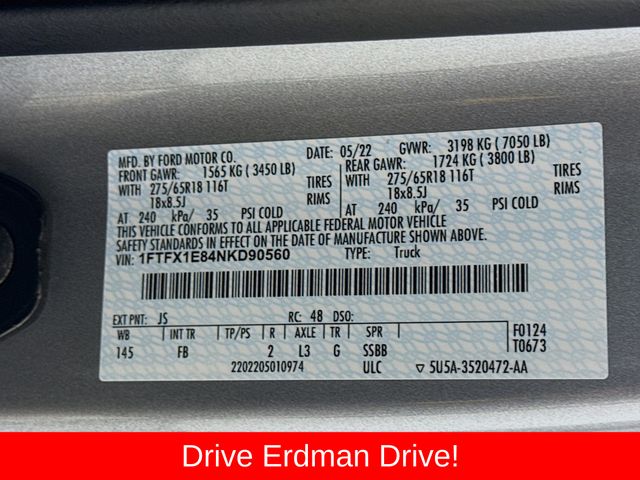 MFD. BY FORD MOTOR CO. DATE: 05/22 GVWR: 3198 KG ( 7050 LB)
FRONT GAWR: 1565 KG ( 3450 LB) REAR GAWR: 1724 KG ( 3800 LB)
WITH 275/65R18 116T TIRES WITH 275/65R18 116T TIRES
18x8.5J RIMS 18x8.5J RIMS
AT 240 kPa/ 35 PSI COLD AT 240 kPa/ 35 PSI COLD
THIS VEHICLE CONFORMS TO ALL APPLICABLE FEDERAL MOTOR VEHICLE
SAFETY STANDARDS IN EFFECT ON THE DATE OF MANUFACTURE SHOWN ABOVE.
VIN: 1FTFX1E84NKD90560 TYPE: Truck
EXT PNT: JS RC: 48 DSO:
WB INT TR TP/PS R AXLE TR SPR F0124
145 FB 2 L3 G SSBB T0673
2202205010974 ULC ▽ 5U5A-3520472-AA
Drive Erdman Drive!